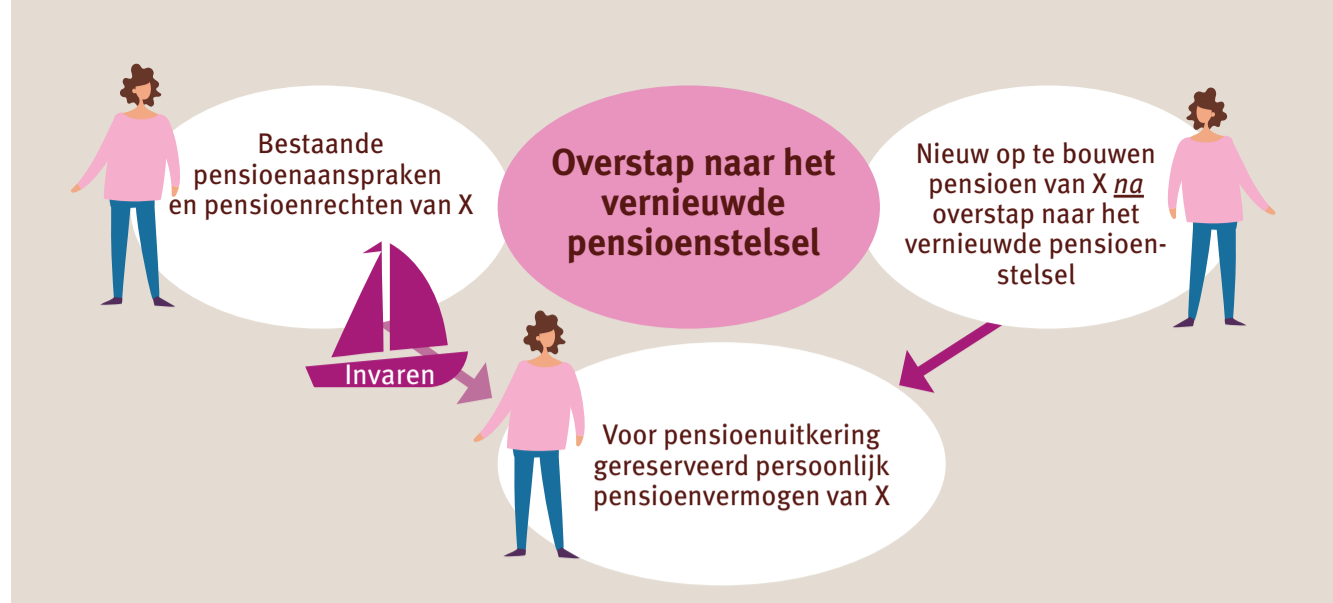 Bestaande
pensioenaanspraken
en pensioenrechten van X
Overstap naar het
vernieuwde
pensioenstelsel
Nieuw op te bouwen
pensioen van X na
overstap naar het
vernieuwde pensioen-
stelsel
Invaren
Voor pensioenuitkering
gereserveerd persoonlijk
pensioenvermogen van X